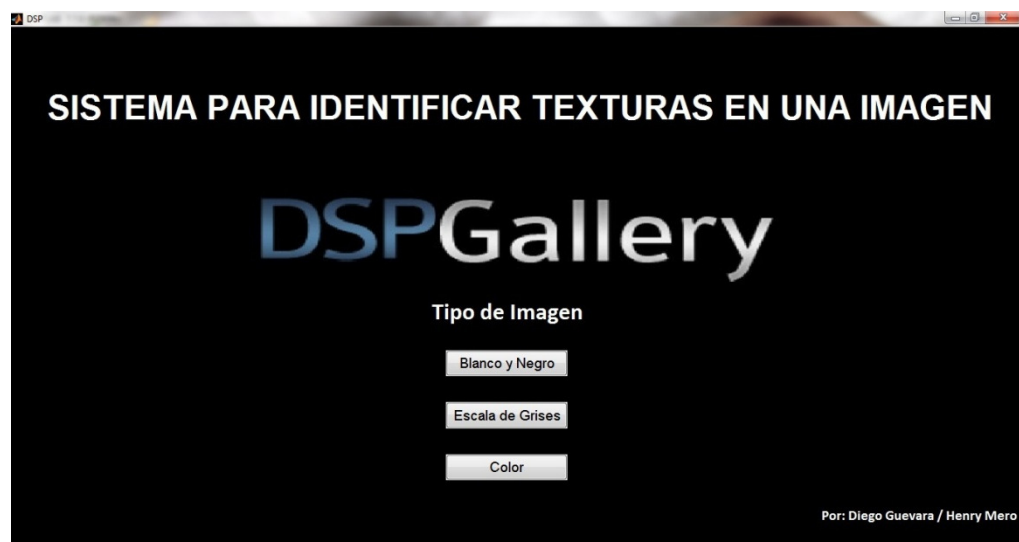 DSP
SISTEMA PARA IDENTIFICAR TEXTURAS EN UNA IMAGEN
DSPGallery
Tipo de Imagen
Blanco y Negro
Escala de Grises
Color
Por: Diego Guevara / Henry Mero